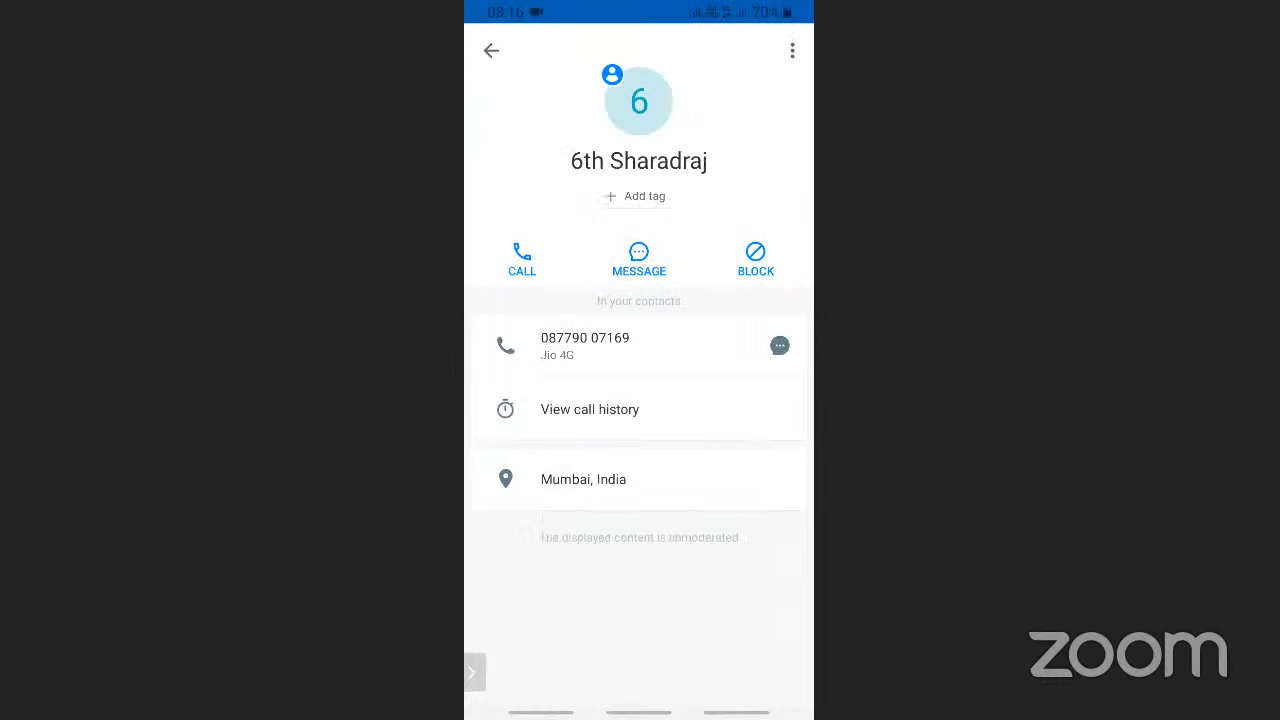 08:16 70%
6
6th Sharadraj
+ Add tag
CALL MESSAGE BLOCK
In your contacts
087790 07169
Jio 4G
View call history
Mumbai, India
The displayed content is unmoderated
zoom